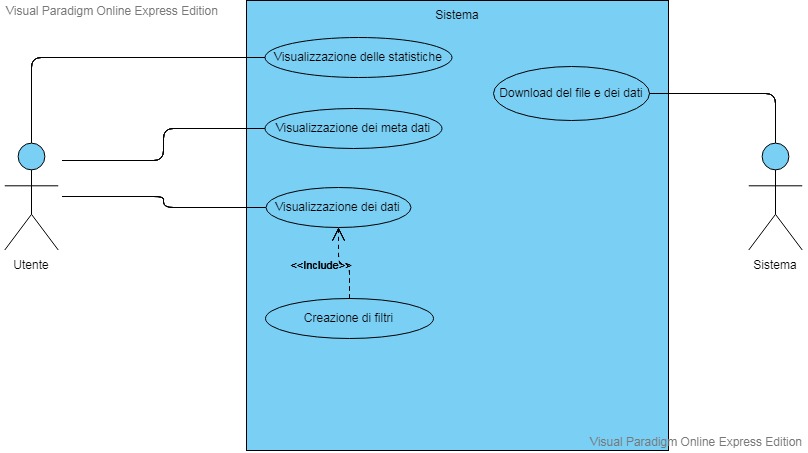 Visual Paradigm Online Express Edition
Sistema
Visualizzazione delle statistiche
Download del file e dei dati
Visualizzazione dei meta dati
Visualizzazione dei dati
Utente
<<Include>>
Sistema
Creazione di filtri
Visual Paradigm Online Express Edition